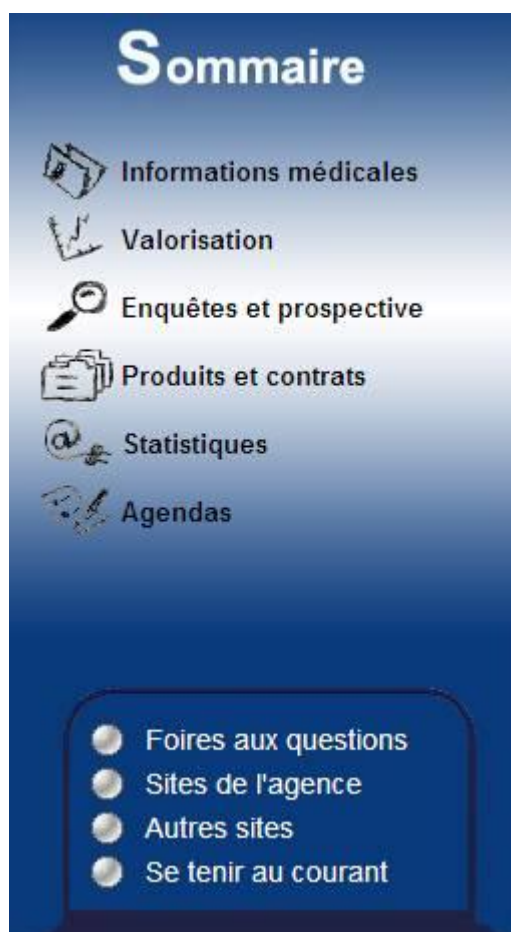 Sommaire
Informations médicales
Valorisation
Enquêtes et prospective
Produits et contrats
Statistiques
Agendas
Foires aux questions
Sites de l'agence
Autres sites
Se tenir au courant